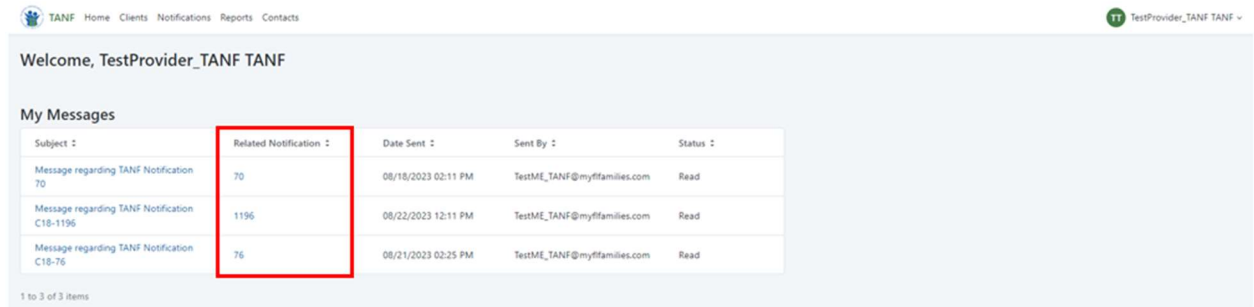 TANF Home Clients Notifications Reports Contacts TT TestProvider_TANF TANF
Welcome, TestProvider_TANF TANF
My Messages
Subject Related Notification Date Sent Sent By Status
Message regarding TANF Notification
70 70 08/18/2023 02:11 PM TestME_TANF@myflfamilies.com Read
Message regarding TANF Notification
C18-1196 1196 08/22/2023 12:11 PM TestME_TANF@myflfamilies.com Read
Message regarding TANF Notification
C18-76 76 08/21/2023 02:25 PM TestME_TANF@myflfamilies.com Read
1 to 3 of 3 items